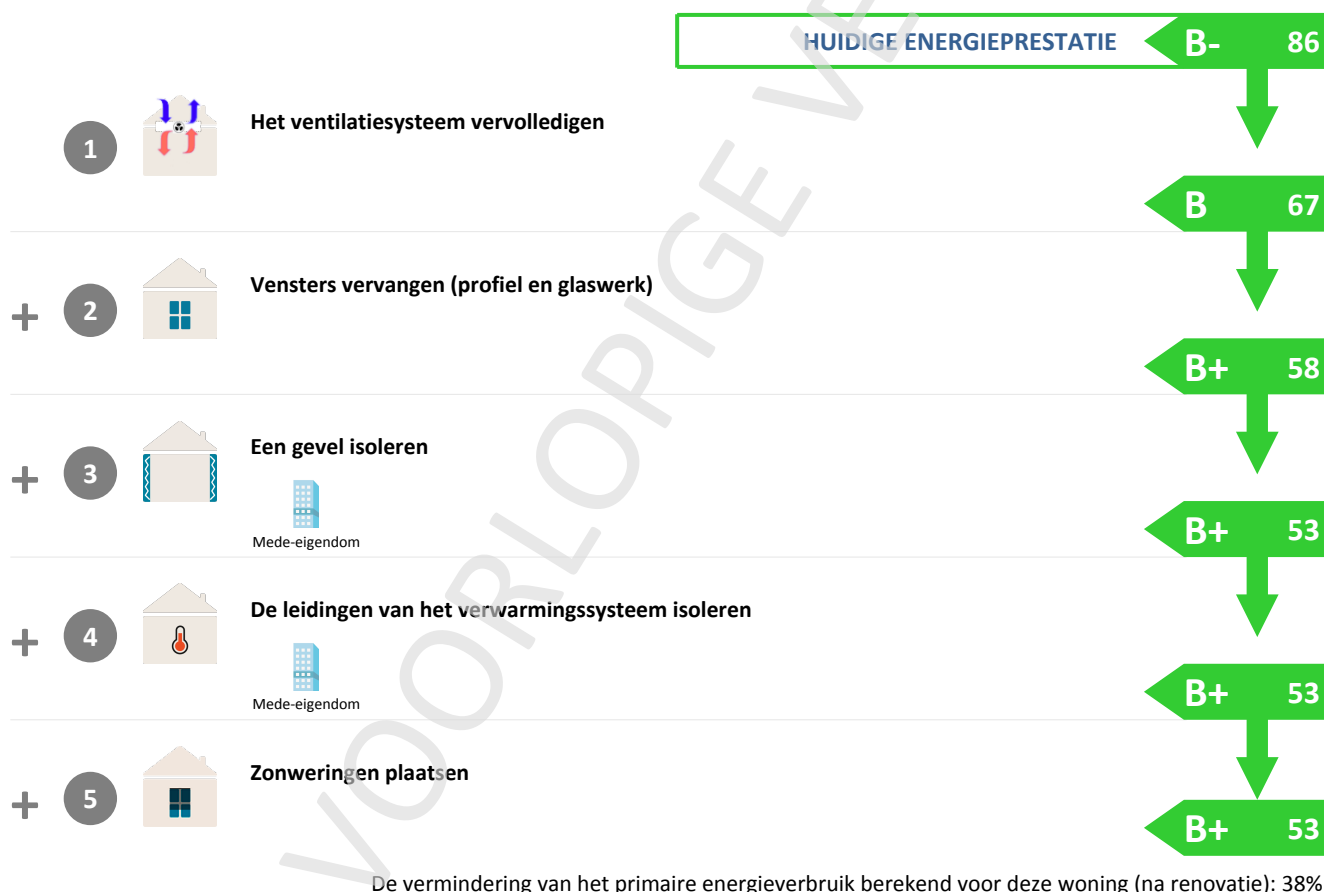 HUIDIGE ENERGIEPRESTATIE B- 86
1 Het ventilatiesysteem vervolledigen
B 67
+ 2 Vensters vervangen (profiel en glaswerk)
B+ 58
+ 3 Een gevel isoleren
Mede-eigendom
B+ 53
+ 4 De leidingen van het verwarmingssysteem isoleren
Mede-eigendom
B+ 53
+ 5 Zonweringen plaatsen
B+ 53
De vermindering van het primaire energieverbruik berekend voor deze woning (na renovatie): 38%
VOORLOPIGE VE